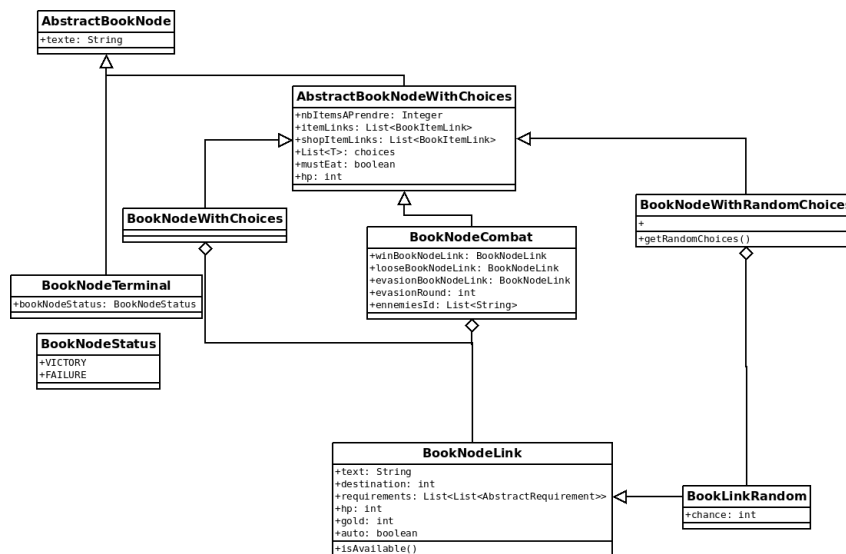 AbstractBookNode
+texte: String
AbstractBookNodeWithChoices
+nbItemsAPrendre: Integer
+itemLinks: List<BookItemLink>
+shopItemLinks: List<BookItemLink>
+List<T>: choices
+mustEat: boolean
+hp: int
BookNodeWithChoices
BookNodeWithRandomChoices
+
+getRandomChoices()
BookNodeCombat
+winBookNodeLink: BookNodeLink
+looseBookNodeLink: BookNodeLink
+evasionBookNodeLink: BookNodeLink
+evasionRound: int
+ennemiesId: List<String>
BookNodeTerminal
+bookNodeStatus: BookNodeStatus
BookNodeStatus
+VICTORY
+FAILURE
BookNodeLink
+text: String
+destination: int
+requirements: List<List<AbstractRequirement>>
+hp: int
+gold: int
+auto: boolean
+isAvailable()
BookLinkRandom
+chance: int